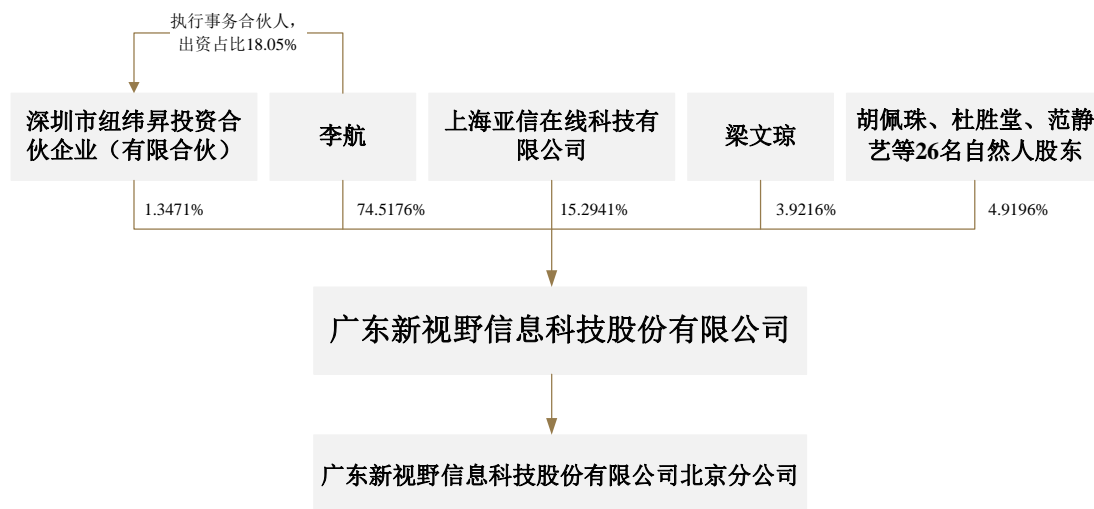 执行事务合伙人，
出资占比18.05%
深圳市纽纬昇投资合
伙企业（有限合伙）
李航
上海亚信在线科技有
限公司
梁文琼
胡佩珠、杜胜堂、范静
艺等26名自然人股东
1.3471%
74.5176%
15.2941%
3.9216%
4.9196%
广东新视野信息科技股份有限公司
广东新视野信息科技股份有限公司北京分公司